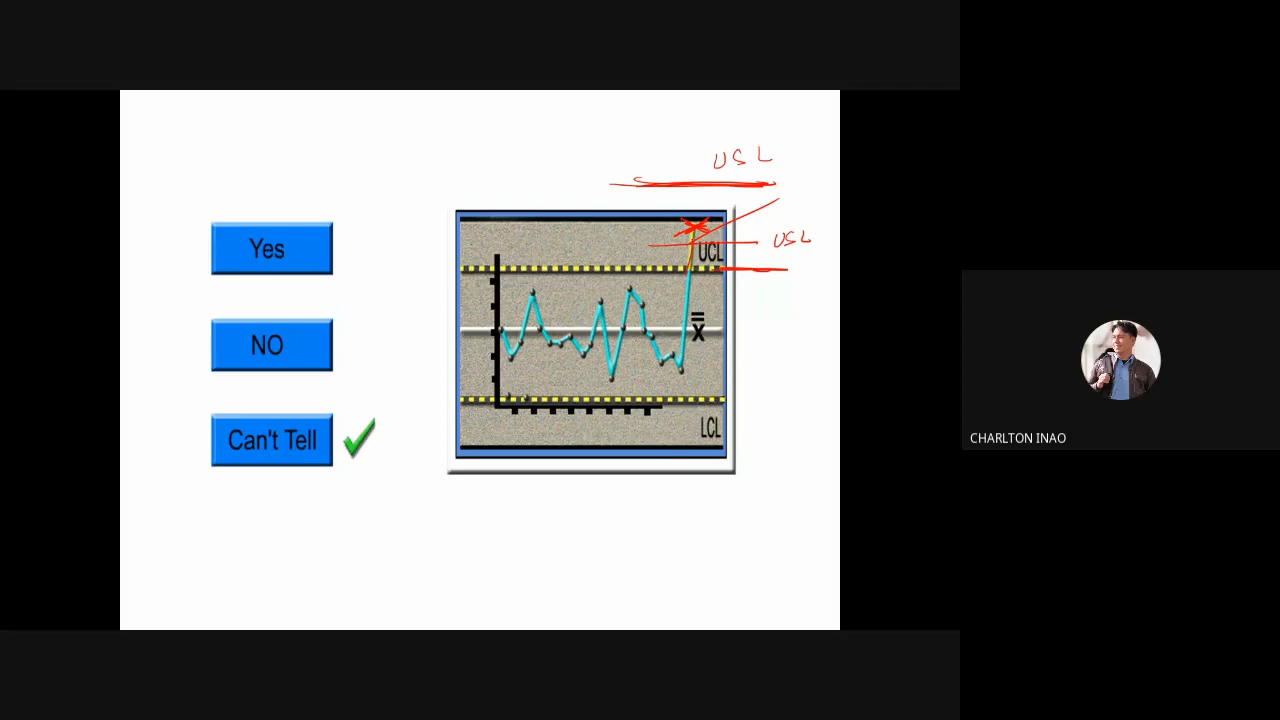 USL
Yes
USL
UCL
NO
X
Can't Tell
LCL
CHARLTON INAO